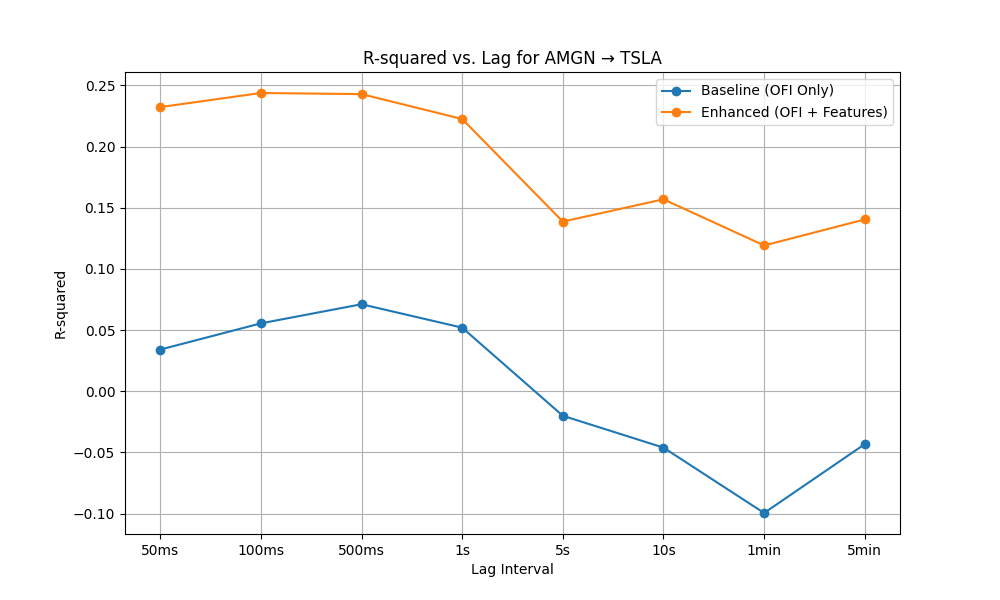 R-squared vs. Lag for AMGN → TSLA
Baseline (OFI Only)
Enhanced (OFI + Features)
R-squared
0.25
0.20
0.15
0.10
0.05
0.00
−0.05
−0.10
50ms 100ms 500ms 1s 5s 10s 1min 5min
Lag Interval